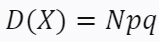 D(X) = Npq